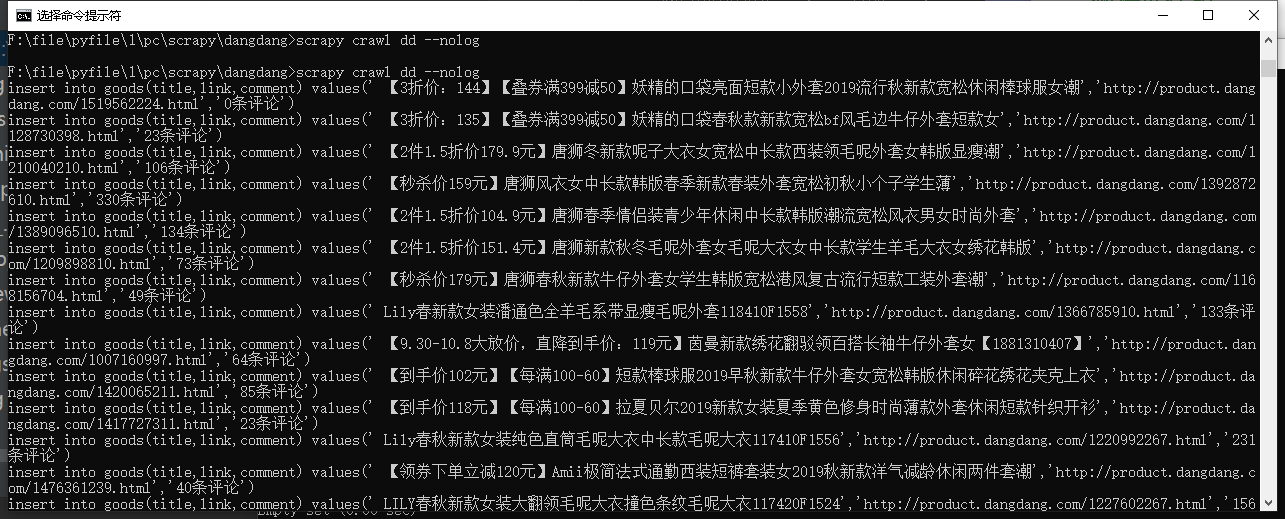 选择命令提示符
F:\file\pyfile\1\pc\scrapy\dangdang>scrapy crawl dd --nolog
F:\file\pyfile\1\pc\scrapy\dangdang>scrapy crawl dd --nolog
insert into goods(title,link,comment) values(' 【3折价：144】【叠券满399减50】妖精的口袋亮面短款小外套2019流行秋新款宽松休闲棒球服女潮','http://product.dang
dang.com/1519562224.html','0条评论')
insert into goods(title,link,comment) values(' 【3折价：135】【叠券满399减50】妖精的口袋春秋款新款宽松bf风毛边牛仔外套短款女','http://product.dangdang.com/1
128730398.html','23条评论')
insert into goods(title,link,comment) values(' 【2件1.5折价179.9元】唐狮冬新款呢子大衣女宽松中长款西装领毛呢外套女韩版显瘦潮','http://product.dangdang.com/1
210040210.html','106条评论')
insert into goods(title,link,comment) values(' 【秒杀价159元】唐狮风衣女中长款韩版春季新款春装外套宽松初秋小个子学生薄','http://product.dangdang.com/1392872
610.html','330条评论')
insert into goods(title,link,comment) values(' 【2件1.5折价104.9元】唐狮春季情侣装青少年休闲中长款韩版潮流宽松风衣男女时尚外套','http://product.dangdang.com
/1389096510.html','134条评论')
insert into goods(title,link,comment) values(' 【2件1.5折价151.4元】唐狮新款秋冬毛呢外套女毛呢大衣女中长款学生羊毛大衣女绣花韩版','http://product.dangdang.c
om/1209898810.html','73条评论')
insert into goods(title,link,comment) values(' 【秒杀价179元】唐狮春秋新款牛仔外套女学生韩版宽松港风复古流行短款工装外套潮','http://product.dangdang.com/116
8156704.html','49条评论')
insert into goods(title,link,comment) values(' Lily春新款女装潘通色全羊毛系带显瘦毛呢外套118410F1558','http://product.dangdang.com/1366785910.html','133条评
论')
insert into goods(title,link,comment) values(' 【9.30-10.8大放价，直降到手价：119元】茵曼新款绣花翻驳领百搭长袖牛仔外套女【1881310407】','http://product.dan
gdang.com/1007160997.html','64条评论')
insert into goods(title,link,comment) values(' 【到手价102元】【每满100-60】短款棒球服2019早秋新款牛仔外套女宽松韩版休闲碎花绣花夹克上衣','http://product.da
ngdang.com/1420065211.html','85条评论')
insert into goods(title,link,comment) values(' 【到手价118元】【每满100-60】拉夏贝尔2019新款女装夏季黄色修身时尚薄款外套休闲短款针织开衫','http://product.da
ngdang.com/1417727311.html','23条评论')
insert into goods(title,link,comment) values(' Lily春秋新款女装纯色直筒毛呢大衣中长款毛呢大衣117410F1556','http://product.dangdang.com/1220992267.html','231
条评论')
insert into goods(title,link,comment) values(' 【领券下单立减120元】Amii极简法式通勤西装短裤套装女2019秋新款洋气减龄休闲两件套潮','http://product.dangdang.c
om/1476361239.html','40条评论')
insert into goods(title,link,comment) values(' LILY春秋新款女装大翻领毛呢大衣撞色条纹毛呢大衣117420F1524','http://product.dangdang.com/1227602267.html','156